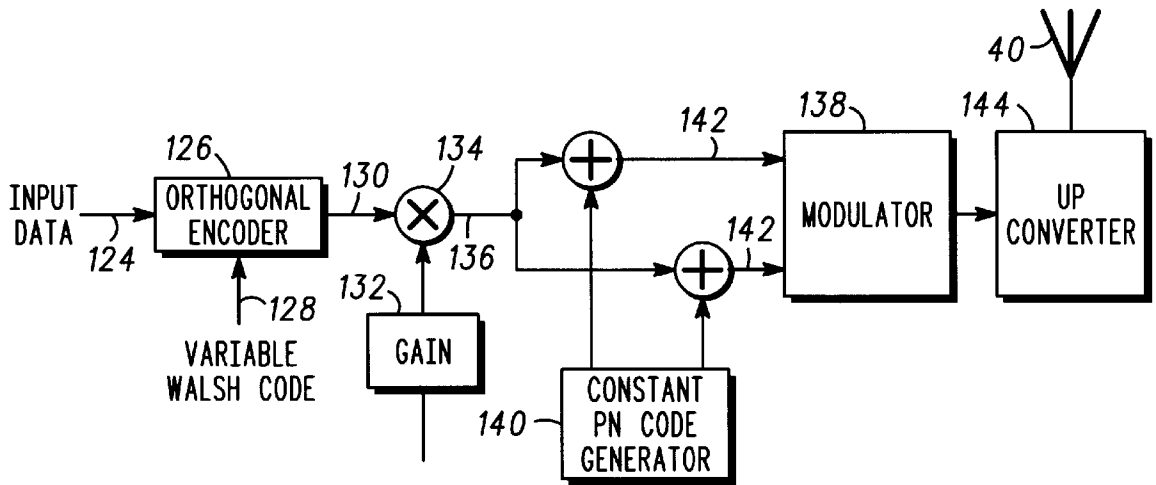 40
142
138
144
126
134
130
INPUT
DATA
124
ORTHOGONAL
ENCODER
136
MODULATOR
UP
CONVERTER
142
128
132
VARIABLE
WALSH CODE
GAIN
140
CONSTANT
PN CODE
GENERATOR